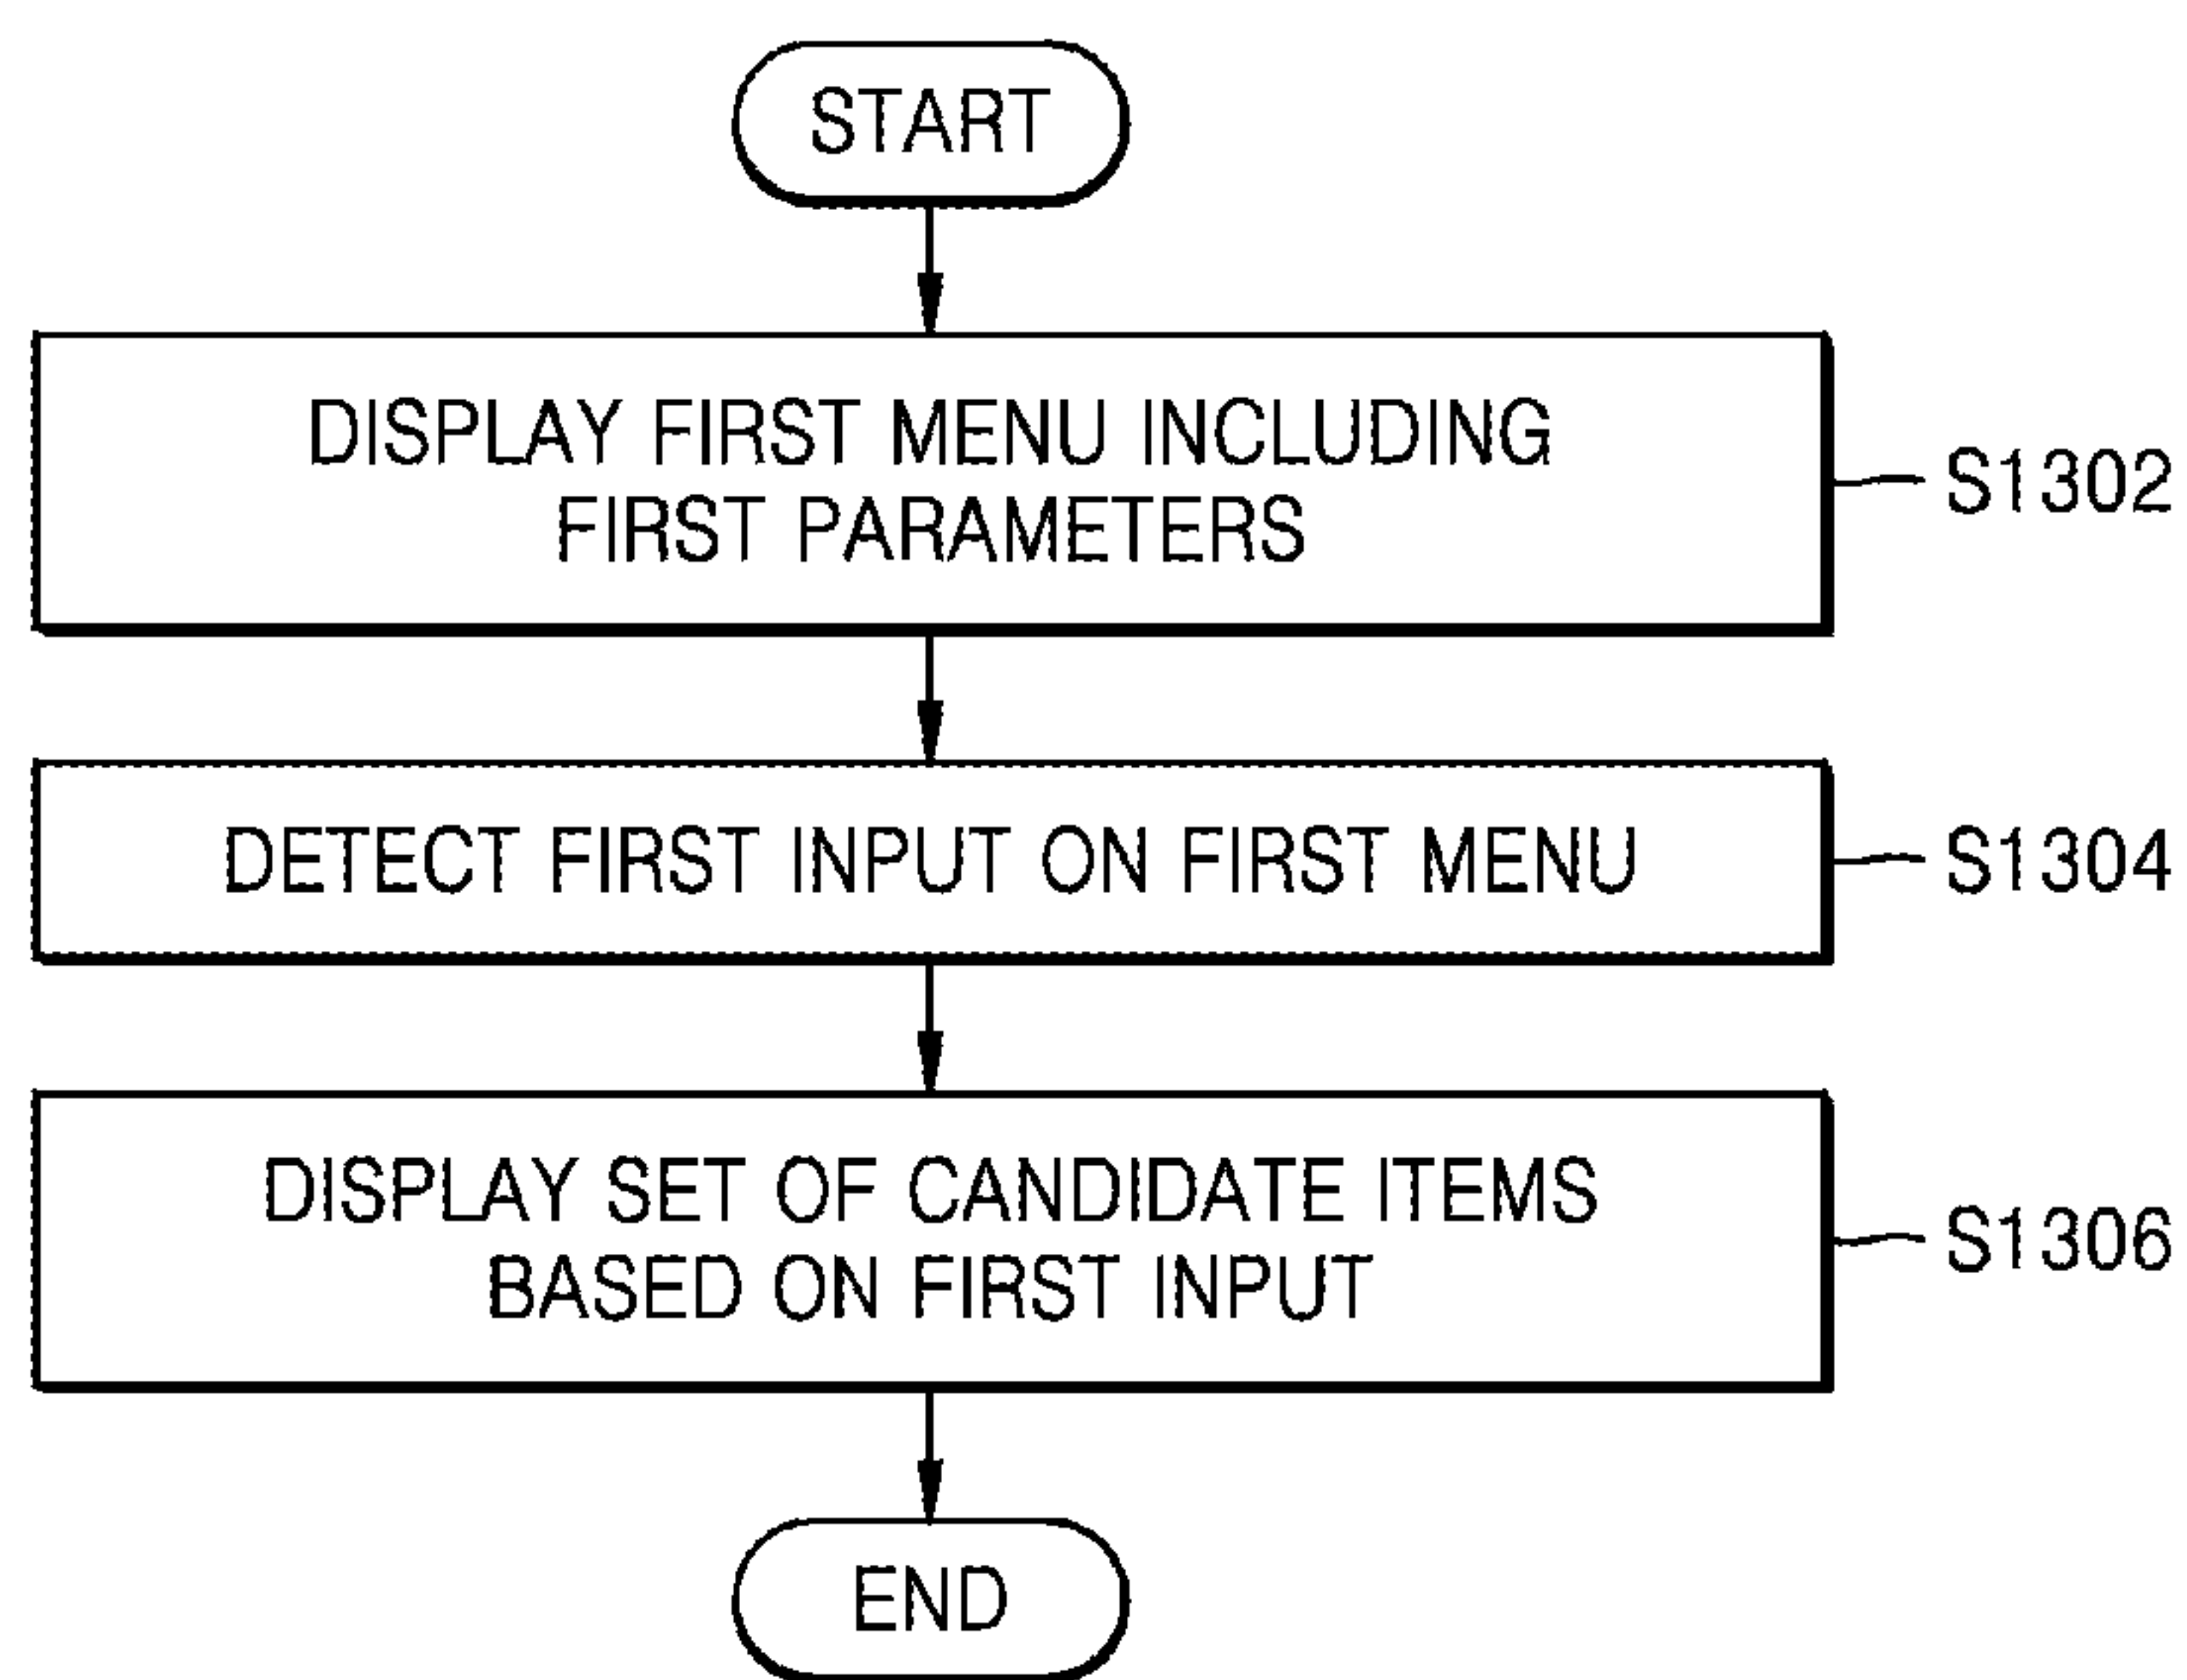 START
DISPLAY FIRST MENU INCLUDING
FIRST PARAMETERS
S1302
DETECT FIRST INPUT ON FIRST MENU
S1304
DISPLAY SET OF CANDIDATE ITEMS
BASED ON FIRST INPUT
S1306
END